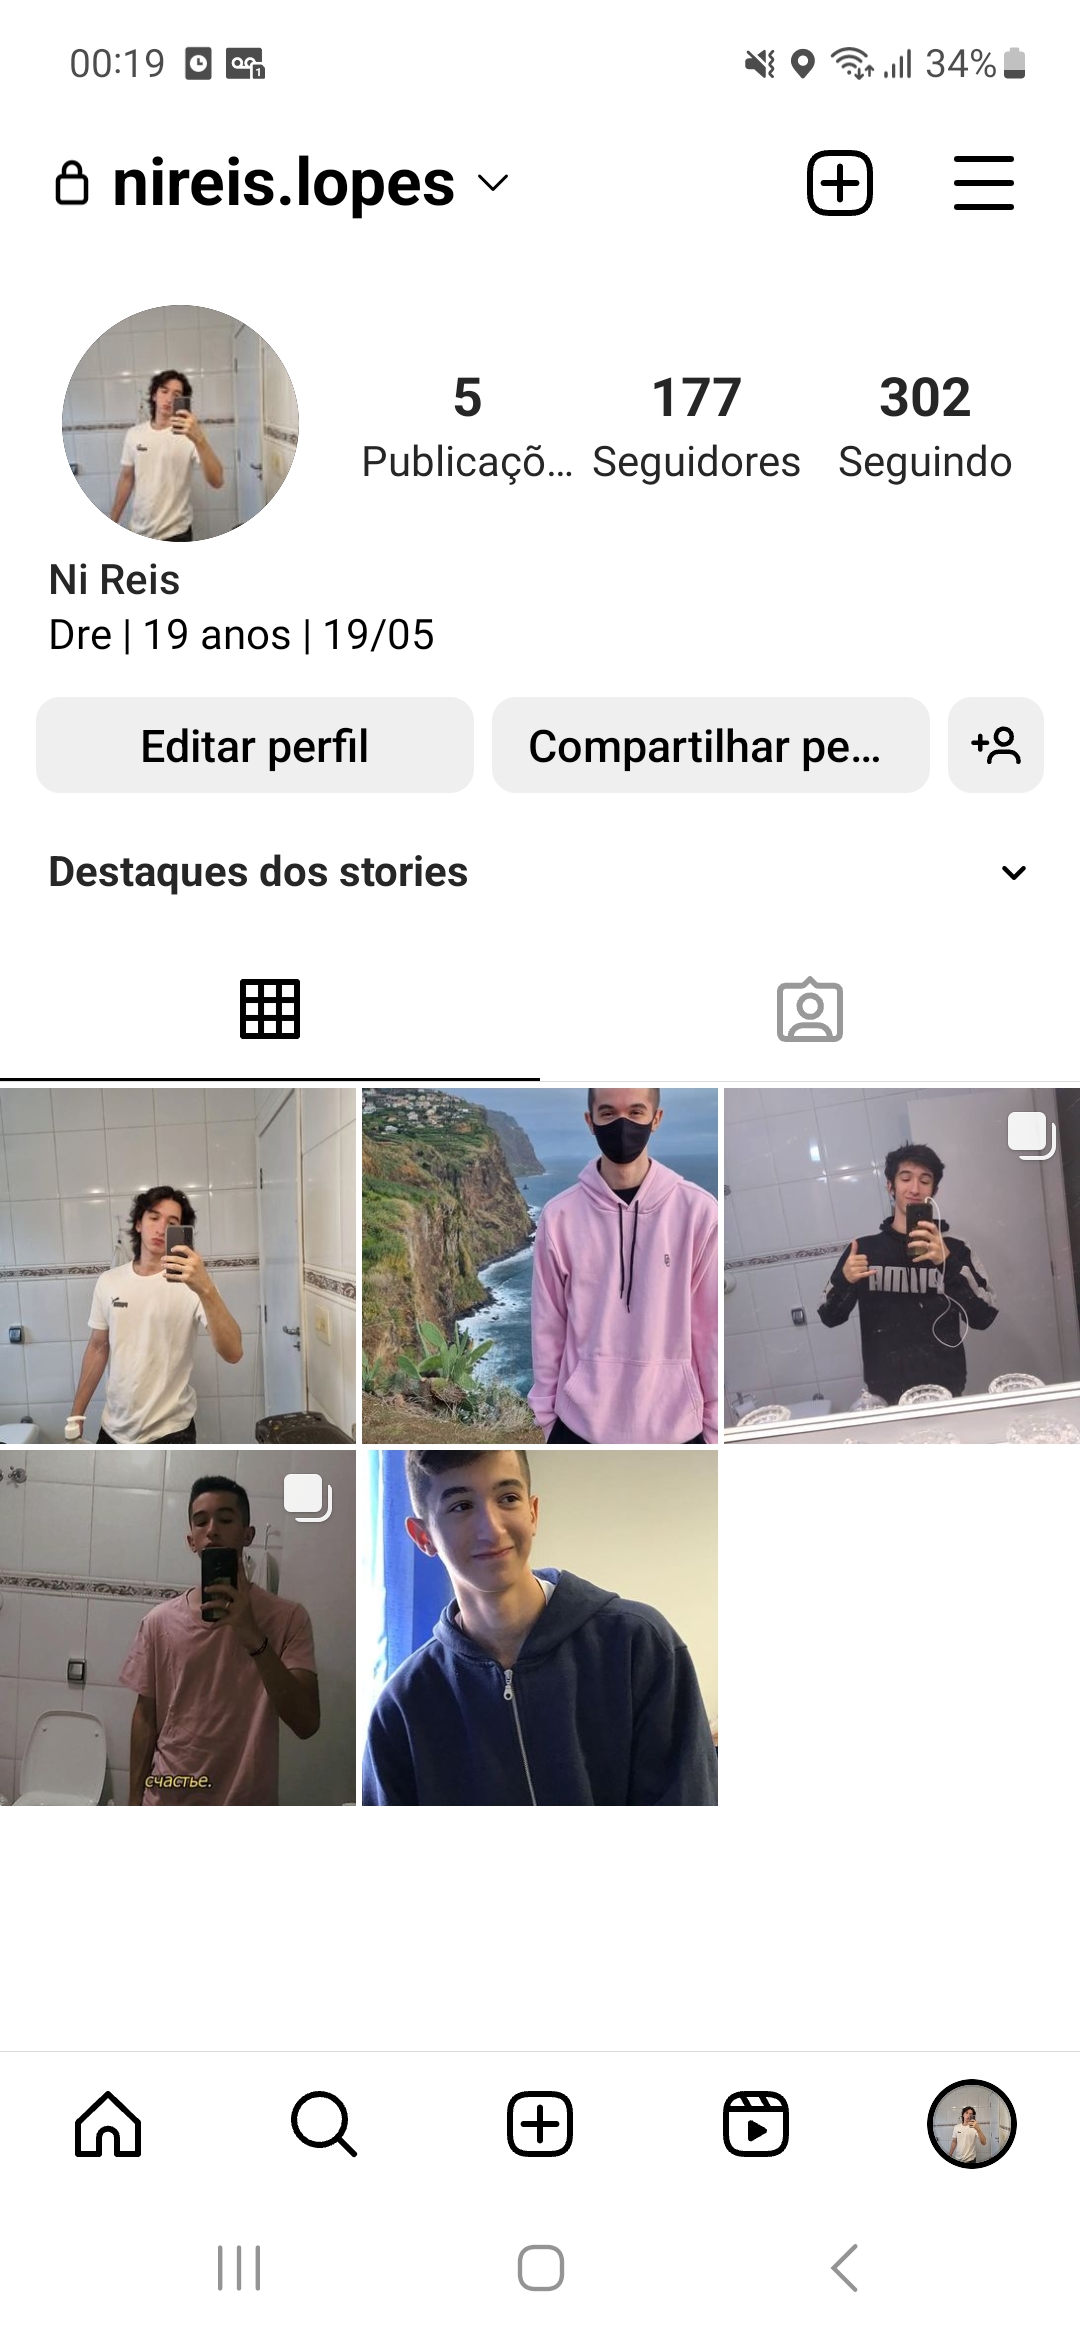 00:19
34%
nireis.lopes
5 177 302
Publicaçõ... Seguidores Seguindo
Ni Reis
Dre | 19 anos | 19/05
Editar perfil
Compartilhar pe...
Destaques dos stories
счастье.